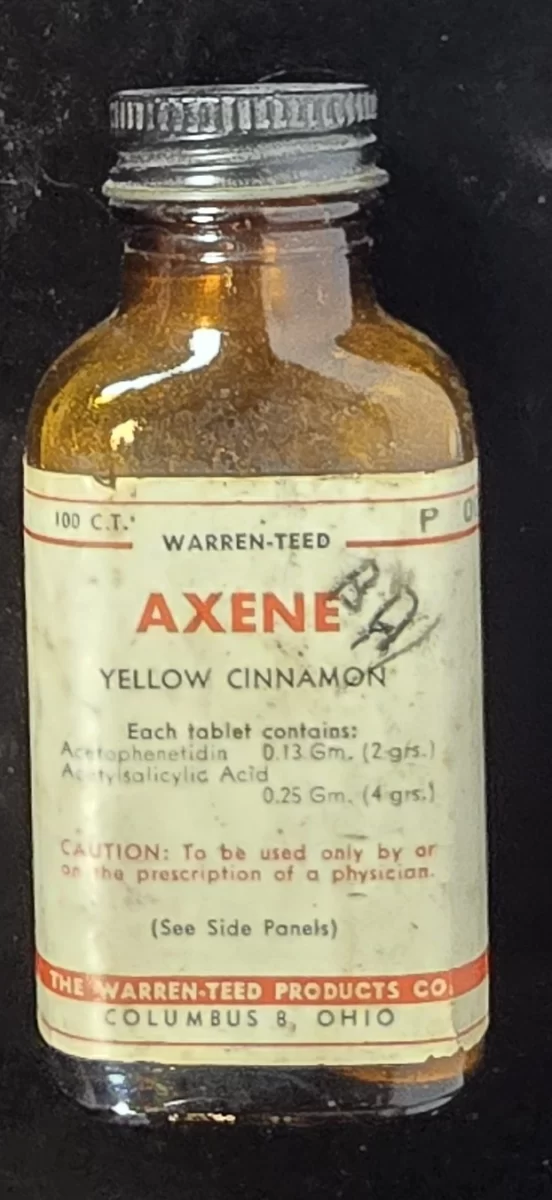 100 C.T.
P
WARREN-TEED
AXENE
YELLOW CINNAMON
Each tablet contains:
Acetophenetidin 0.13 Gm. (2 grs.)
Acetylsalicylic Acid
0.25 Gm. (4 grs.)
CAUTION: To be used only by or
on the prescription of a physician.
(See Side Panels)
THE WARREN-TEED PRODUCTS CO.
COLUMBUS 8, OHIO